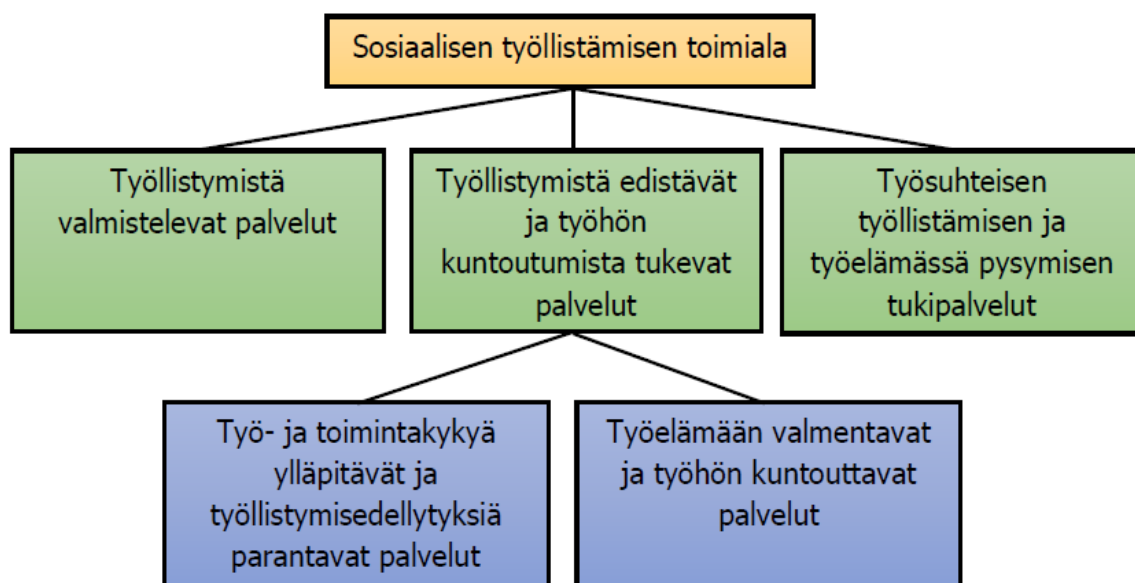 Sosiaalisen työllistämisen toimiala
Työllistymistä
valmistelevat palvelut
Työllistymistä edistävät
ja työhön
kuntoutumista tukevat
palvelut
Työsuhteisen
työllistämisen ja
työelämässä pysymisen
tukipalvelut
Työ- ja toimintakykyä
ylläpitävät ja
työllistymisedellytyksiä
parantavat palvelut
Työelämään valmentavat
ja työhön kuntouttavat
palvelut